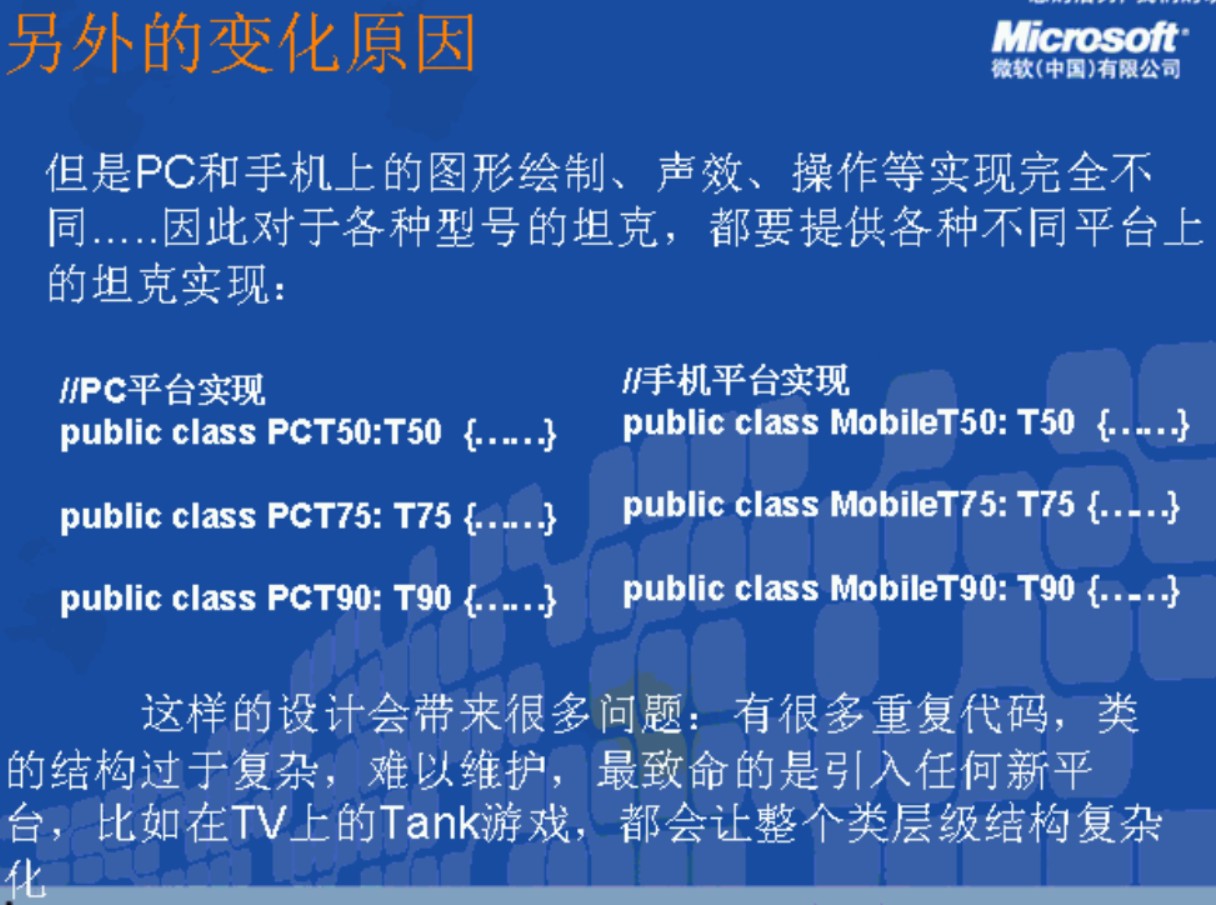 另外的变化原因
Microsoft
微软(中国)有限公司
但是PC和手机上的图形绘制、声效、操作等实现完全不
同.....因此对于各种型号的坦克，都要提供各种不同平台上
的坦克实现：
//PC平台实现
public class PCT50:T50 {......}
public class PCT75: T75 {......}
public class PCT90: T90 {......}
//手机平台实现
public class MobileT50: T50 {......}
public class MobileT75: T75 {......}
public class MobileT90: T90 {......}
这样的设计会带来很多问题：有很多重复代码，类
的结构过于复杂，难以维护，最致命的是引入任何新平
台，比如在TV上的Tank游戏，都会让整个类层级结构复杂
化